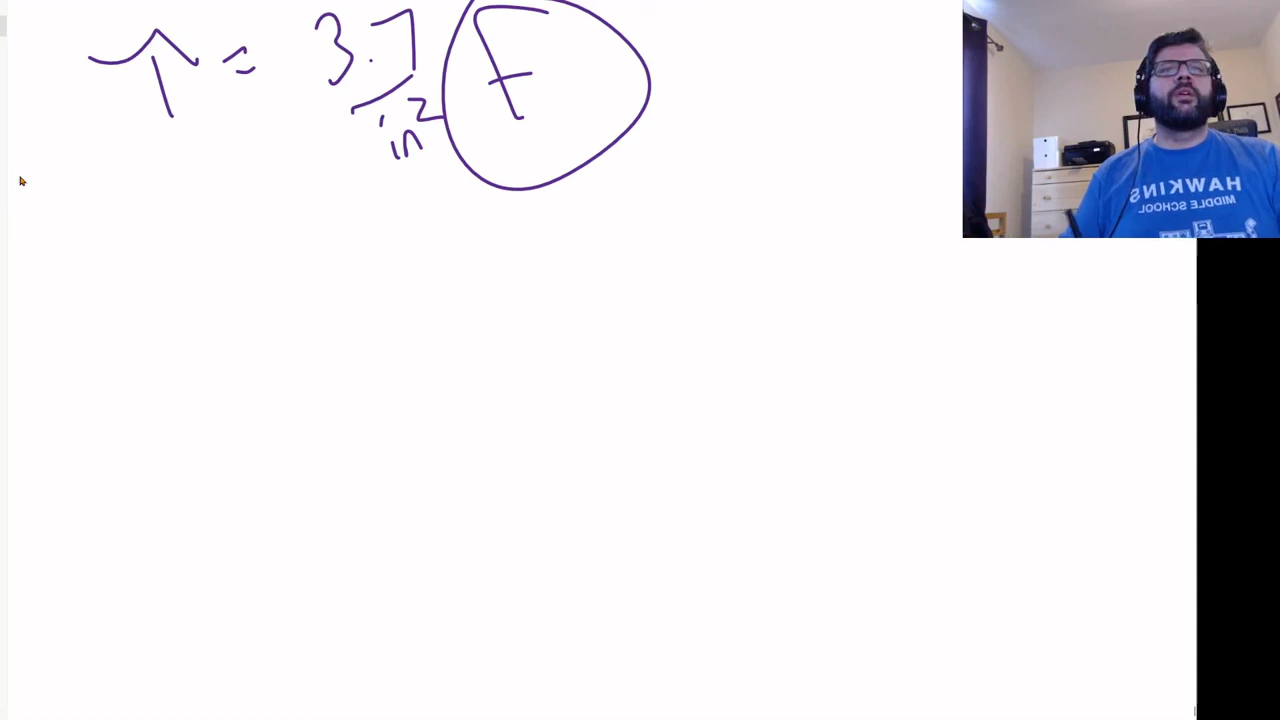 τ = 3.7/in² F
HAWKINS
MIDDLE SCHOOL